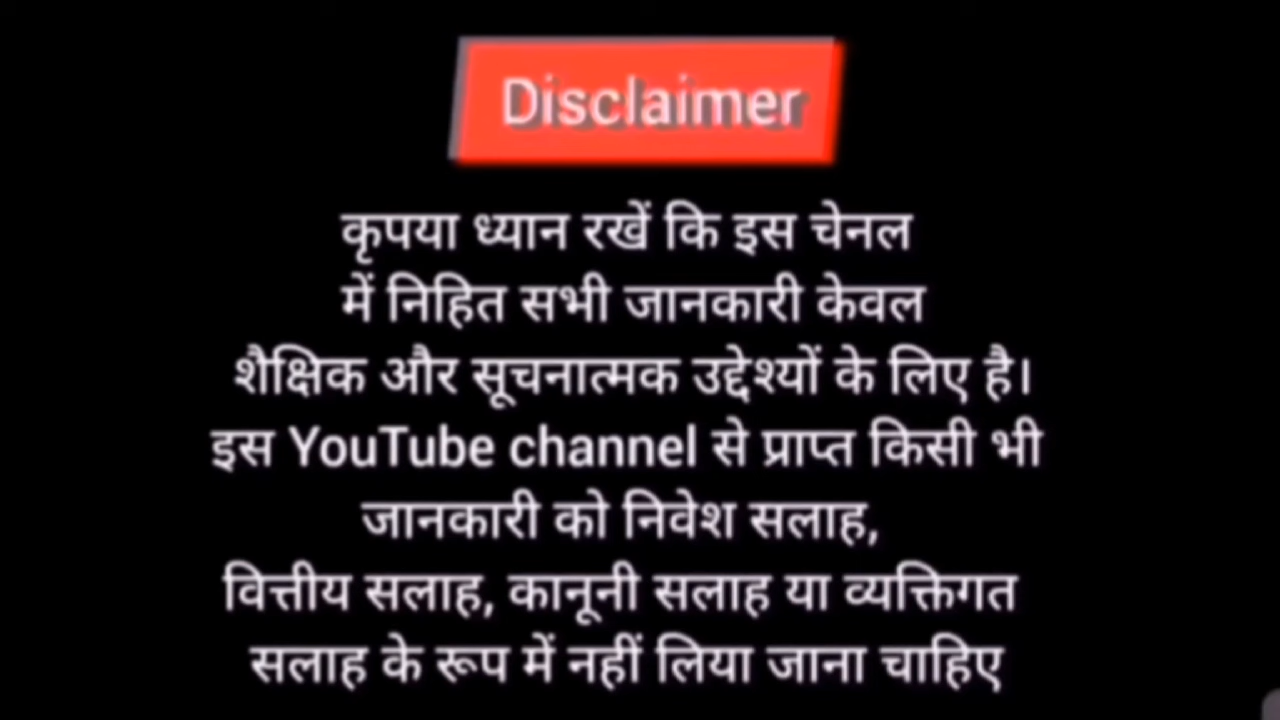 Disclaimer
कृपया ध्यान रखें कि इस चेनल
में निहित सभी जानकारी केवल
शैक्षिक और सूचनात्मक उद्देश्यों के लिए है।
इस YouTube channel से प्राप्त किसी भी
जानकारी को निवेश सलाह,
वित्तीय सलाह, कानूनी सलाह या व्यक्तिगत
सलाह के रूप में नहीं लिया जाना चाहिए